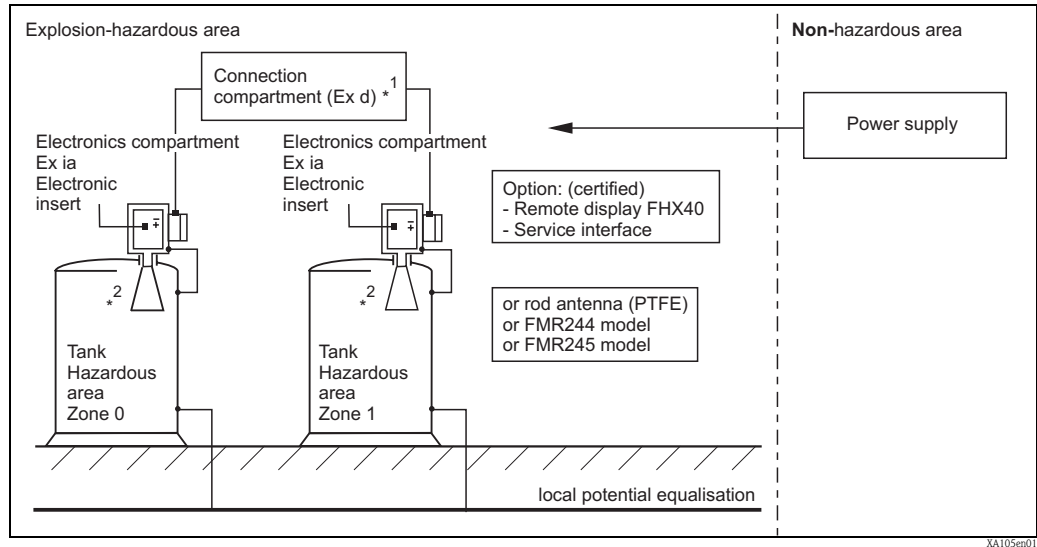 Explosion-hazardous area
Non-hazardous area
Connection
compartment (Ex d) *1
Power supply
Electronics compartment
Ex ia
Electronic
insert
Electronics compartment
Ex ia
Electronic
insert
Option: (certified)
- Remote display FHX40
- Service interface
*2
*2
or rod antenna (PTFE)
or FMR244 model
or FMR245 model
Tank
Hazardous
area
Zone 0
Tank
Hazardous
area
Zone 1
local potential equalisation
XA105en01